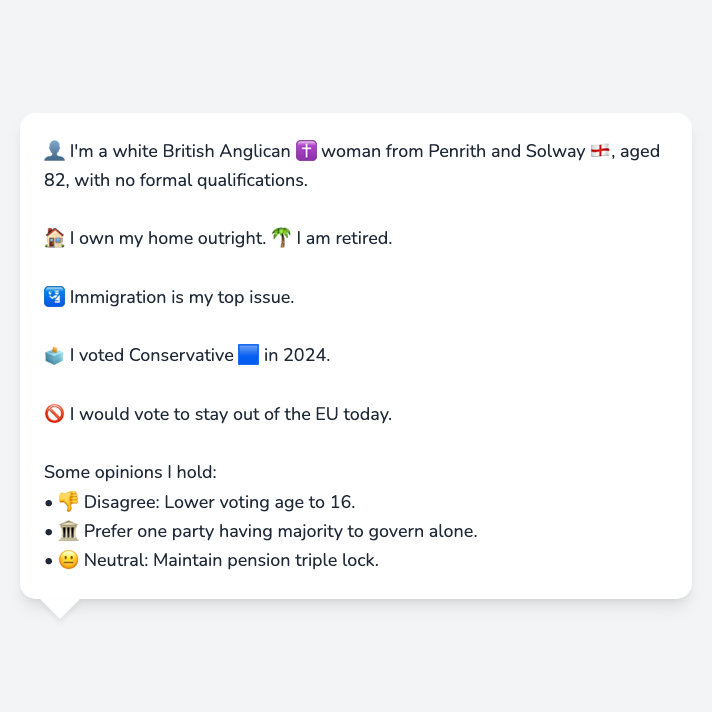 👤 I'm a white British Anglican ✝️ woman from Penrith and Solway 🏴󠁧󠁢󠁥󠁮󠁧󠁿, aged
82, with no formal qualifications.
🏠 I own my home outright. 🌴 I am retired.
🛂 Immigration is my top issue.
🗳️ I voted Conservative 🟦 in 2024.
🚫 I would vote to stay out of the EU today.
Some opinions I hold:
• 👎 Disagree: Lower voting age to 16.
• 🏛️ Prefer one party having majority to govern alone.
• 😐 Neutral: Maintain pension triple lock.